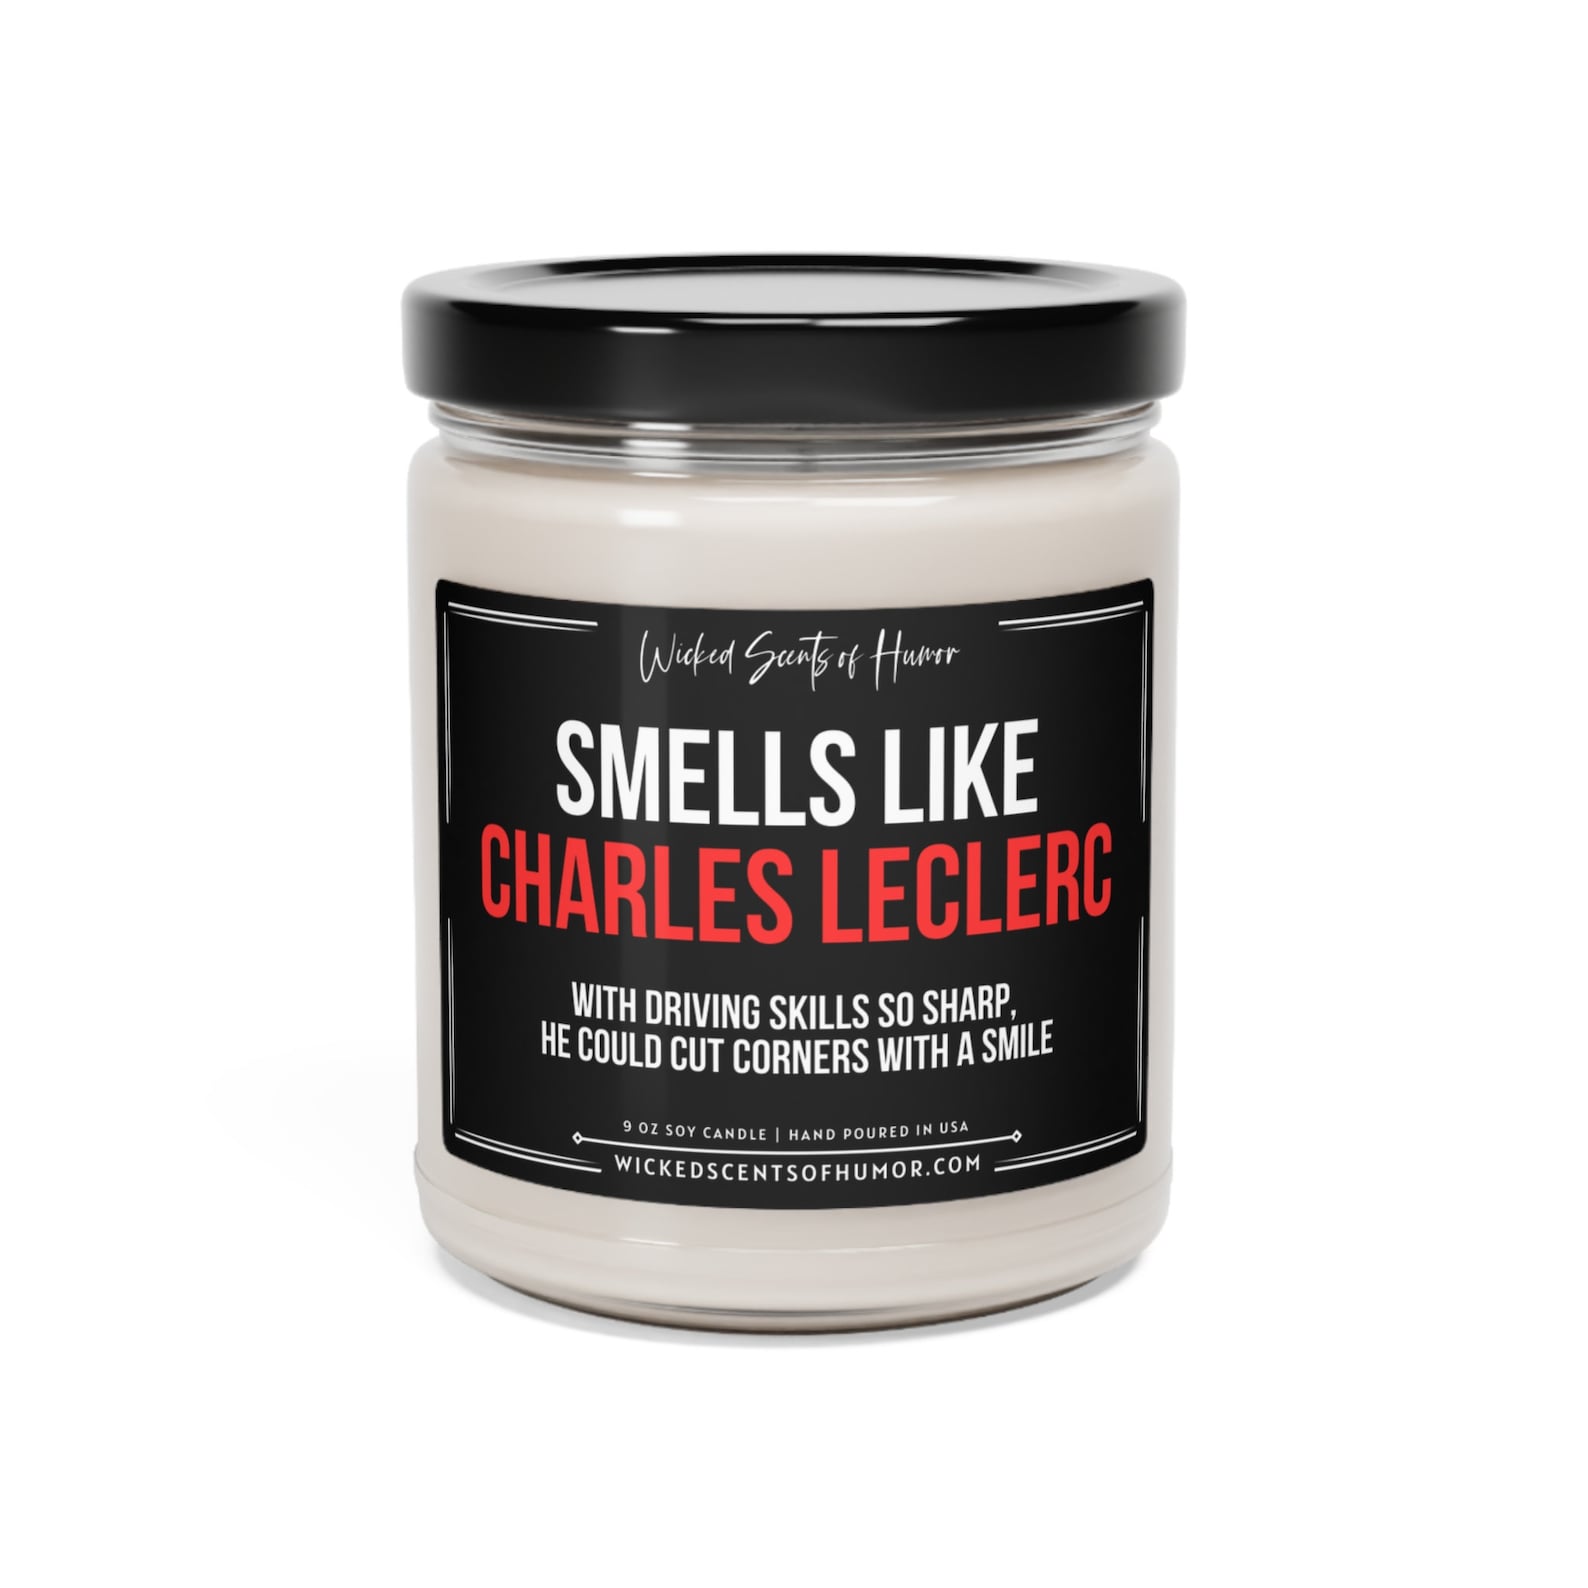 Wicked Scents of Humor
SMELLS LIKE
CHARLES LECLERC
WITH DRIVING SKILLS SO SHARP,
HE COULD CUT CORNERS WITH A SMILE
9 OZ SOY CANDLE | HAND POURED IN USA
WICKEDSCENTSOFHUMOR.COM